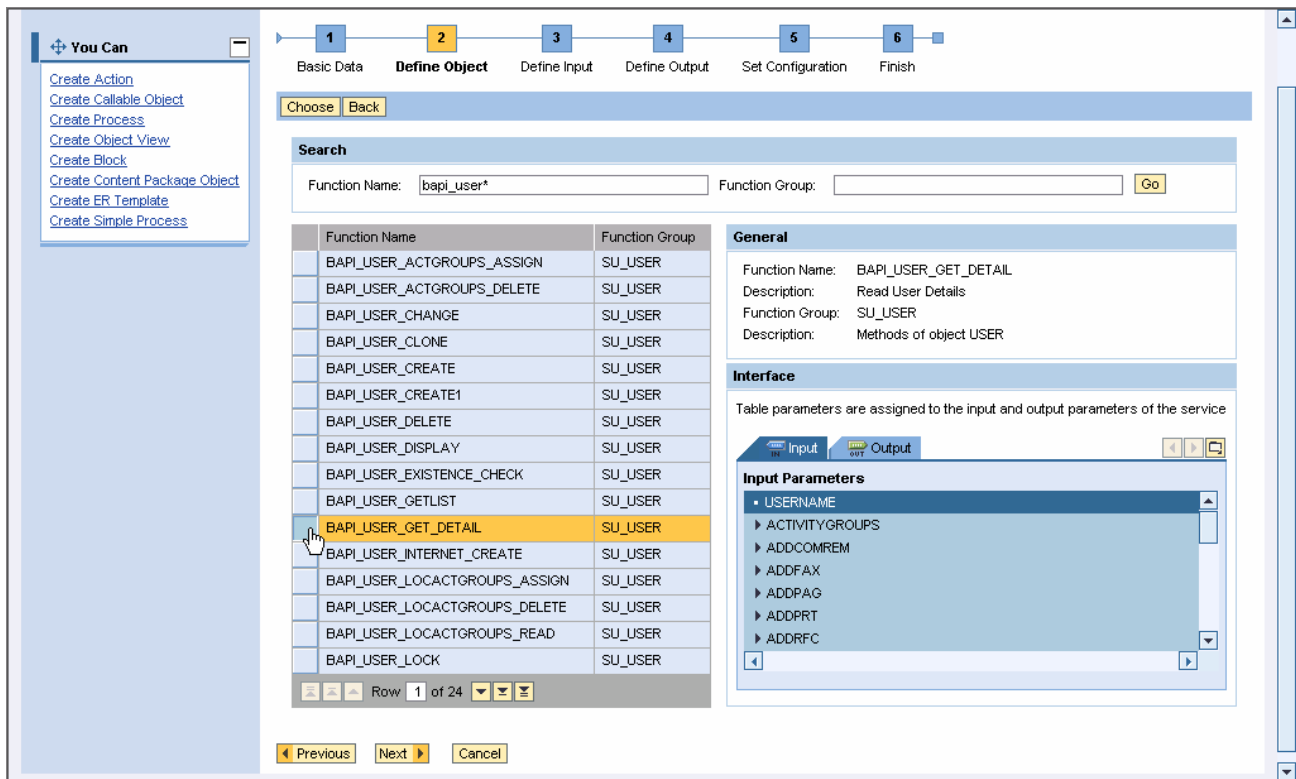 You Can
Create Action
Create Callable Object
Create Process
Create Object View
Create Block
Create Content Package Object
Create ER Template
Create Simple Process
1 2 3 4 5 6
Basic Data Define Object Define Input Define Output Set Configuration Finish
Choose Back
Search
Function Name: bapi_user* Function Group: Go
Function Name Function Group
BAPI_USER_ACTGROUPS_ASSIGN SU_USER
BAPI_USER_ACTGROUPS_DELETE SU_USER
BAPI_USER_CHANGE SU_USER
BAPI_USER_CLONE SU_USER
BAPI_USER_CREATE SU_USER
BAPI_USER_CREATE1 SU_USER
BAPI_USER_DELETE SU_USER
BAPI_USER_DISPLAY SU_USER
BAPI_USER_EXISTENCE_CHECK SU_USER
BAPI_USER_GETLIST SU_USER
BAPI_USER_GET_DETAIL SU_USER
BAPI_USER_INTERNET_CREATE SU_USER
BAPI_USER_LOCACTGROUPS_ASSIGN SU_USER
BAPI_USER_LOCACTGROUPS_DELETE SU_USER
BAPI_USER_LOCACTGROUPS_READ SU_USER
BAPI_USER_LOCK SU_USER
Row 1 of 24
General
Function Name: BAPI_USER_GET_DETAIL
Description: Read User Details
Function Group: SU_USER
Description: Methods of object USER
Interface
Table parameters are assigned to the input and output parameters of the service
IN Input OUT Output
Input Parameters
USERNAME
ACTIVITYGROUPS
ADDCOMREM
ADDFAX
ADDPAG
ADDPRT
ADDRFC
Previous Next Cancel